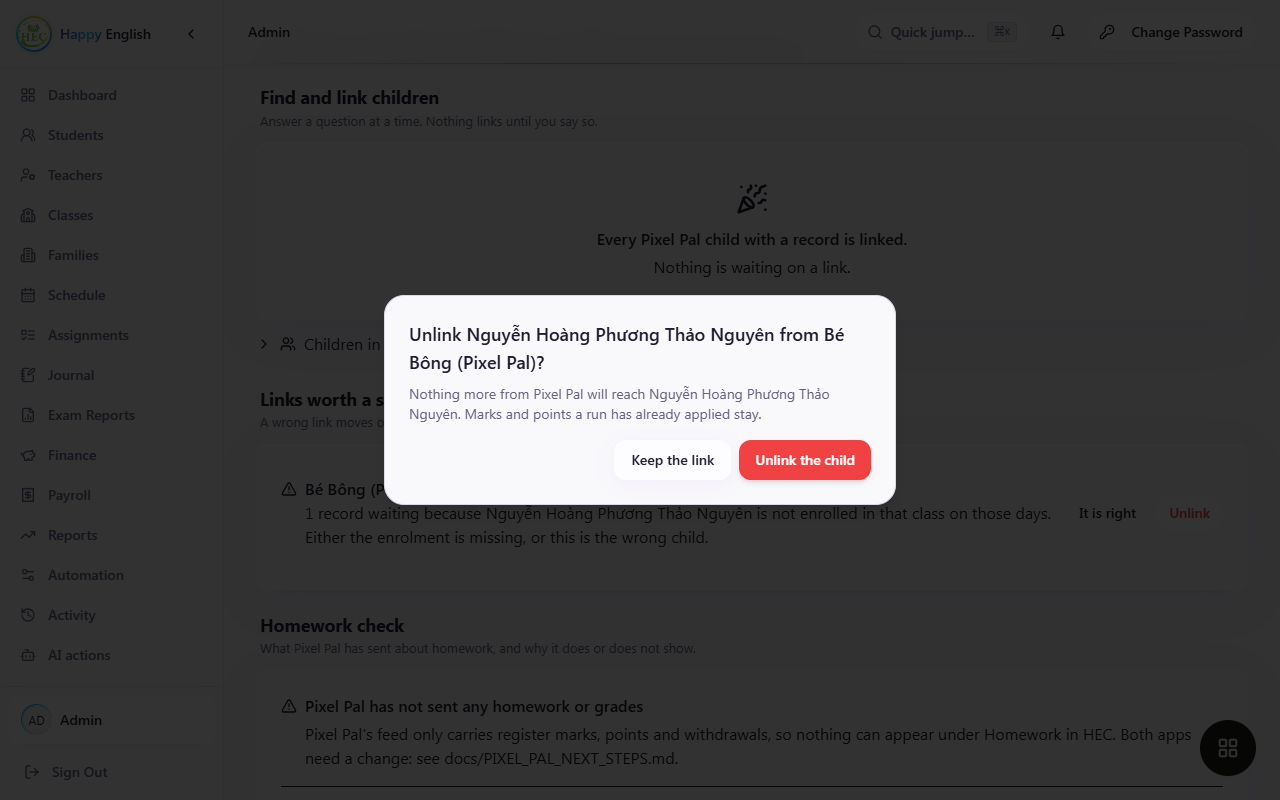 HEC
Happy English
Admin
Quick jump...
⌘K
Change Password
Dashboard
Students
Teachers
Classes
Families
Schedule
Assignments
Journal
Exam Reports
Finance
Payroll
Reports
Automation
Activity
AI actions
AD
Admin
Sign Out
Find and link children
Answer a question at a time. Nothing links until you say so.
Every Pixel Pal child with a record is linked.
Nothing is waiting on a link.
Children in
Unlink Nguyễn Hoàng Phương Thảo Nguyên from Bé
Bông (Pixel Pal)?
Nothing more from Pixel Pal will reach Nguyễn Hoàng Phương Thảo
Nguyên. Marks and points a run has already applied stay.
Keep the link
Unlink the child
Links worth a s
A wrong link moves o
Bé Bông (P
1 record waiting because Nguyễn Hoàng Phương Thảo Nguyên is not enrolled in that class on those days.
Either the enrolment is missing, or this is the wrong child.
It is right
Unlink
Homework check
What Pixel Pal has sent about homework, and why it does or does not show.
Pixel Pal has not sent any homework or grades
Pixel Pal's feed only carries register marks, points and withdrawals, so nothing can appear under Homework in HEC. Both apps
need a change: see docs/PIXEL_PAL_NEXT_STEPS.md.